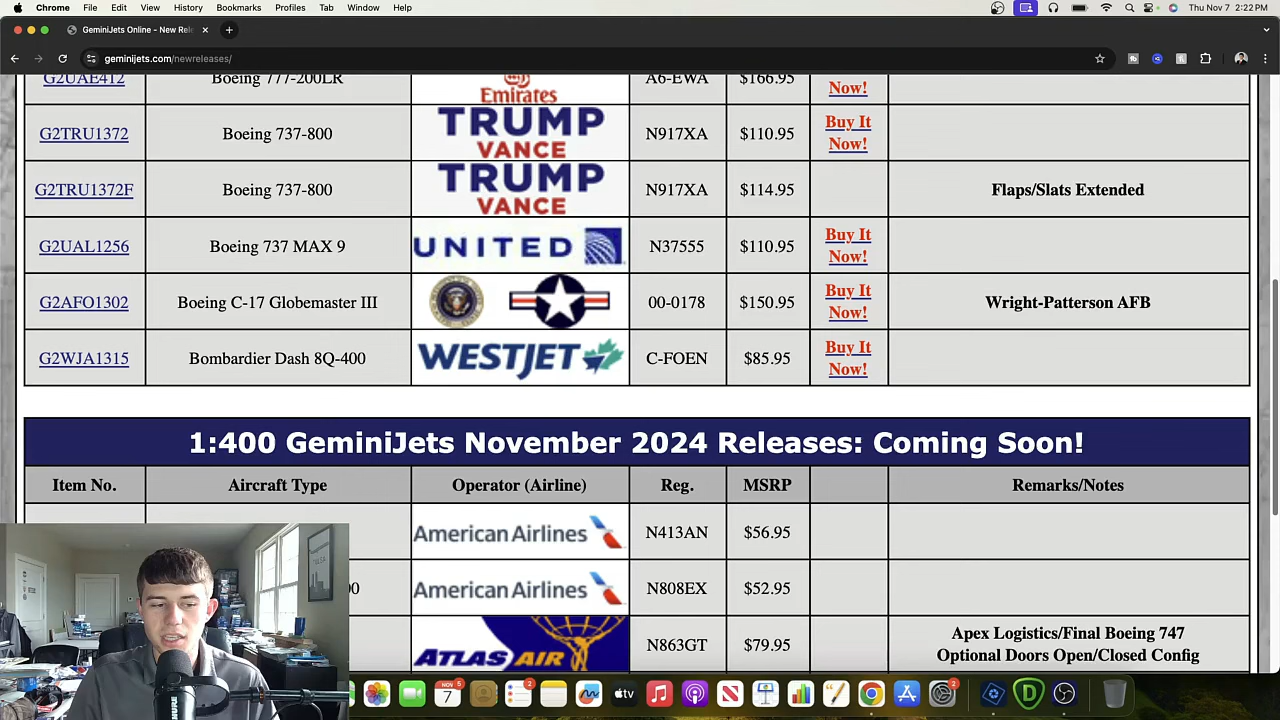 Chrome File Edit View History Bookmarks Profiles Tab Window Help Thu Nov 7 2:22 PM
GeminiJets Online - New Rel
geminijets.com/newreleases/
G2UAE412 Boeing 777-200LR Emirates A6-EWA $166.95 Now!
G2TRU1372 Boeing 737-800 TRUMP VANCE N917XA $110.95 Buy It Now!
G2TRU1372F Boeing 737-800 TRUMP VANCE N917XA $114.95 Flaps/Slats Extended
G2UAL1256 Boeing 737 MAX 9 UNITED N37555 $110.95 Buy It Now!
G2AFO1302 Boeing C-17 Globemaster III 00-0178 $150.95 Buy It Now! Wright-Patterson AFB
G2WJA1315 Bombardier Dash 8Q-400 WESTJET C-FOEN $85.95 Buy It Now!
1:400 GeminiJets November 2024 Releases: Coming Soon!
Item No. Aircraft Type Operator (Airline) Reg. MSRP Remarks/Notes
American Airlines N413AN $56.95
00 American Airlines N808EX $52.95
ATLAS AIR N863GT $79.95 Apex Logistics/Final Boeing 747
Optional Doors Open/Closed Config
NOV 5
7 2 tv 2